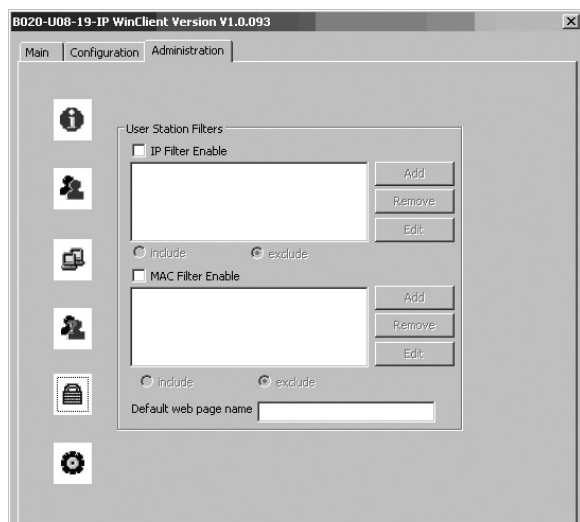 B020-U08-19-IP WinClient Version V1.0.093
Main Configuration Administration
User Station Filters
IP Filter Enable
Add
Remove
Edit
include exclude
MAC Filter Enable
Add
Remove
Edit
include exclude
Default web page name